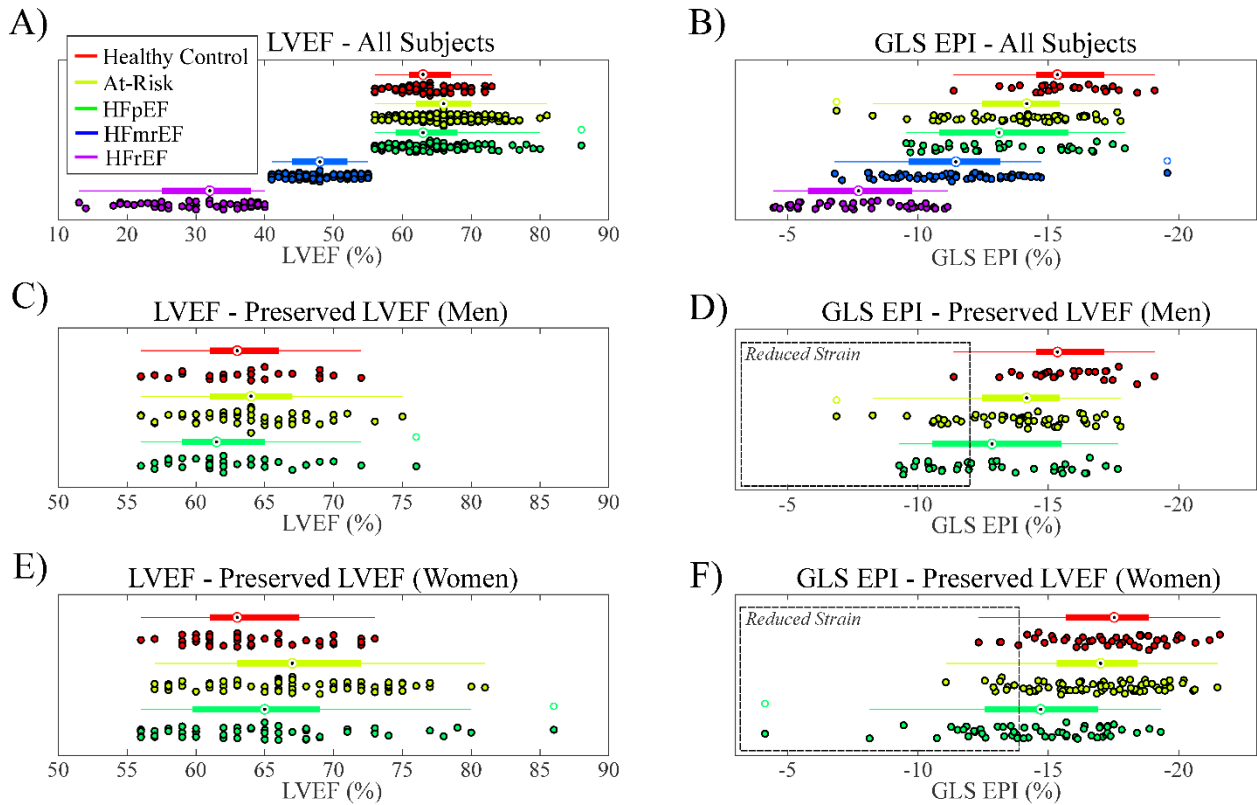 A)
LVEF - All Subjects
Healthy Control
At-Risk
HFpEF
HFmrEF
HFrEF
10 20 30 40 50 60 70 80 90
LVEF (%)
B)
GLS EPI - All Subjects
-5 -10 -15 -20
GLS EPI (%)
C)
LVEF - Preserved LVEF (Men)
50 55 60 65 70 75 80 85 90
LVEF (%)
D)
GLS EPI - Preserved LVEF (Men)
Reduced Strain
-5 -10 -15 -20
GLS EPI (%)
E)
LVEF - Preserved LVEF (Women)
50 55 60 65 70 75 80 85 90
LVEF (%)
F)
GLS EPI - Preserved LVEF (Women)
Reduced Strain
-5 -10 -15 -20
GLS EPI (%)